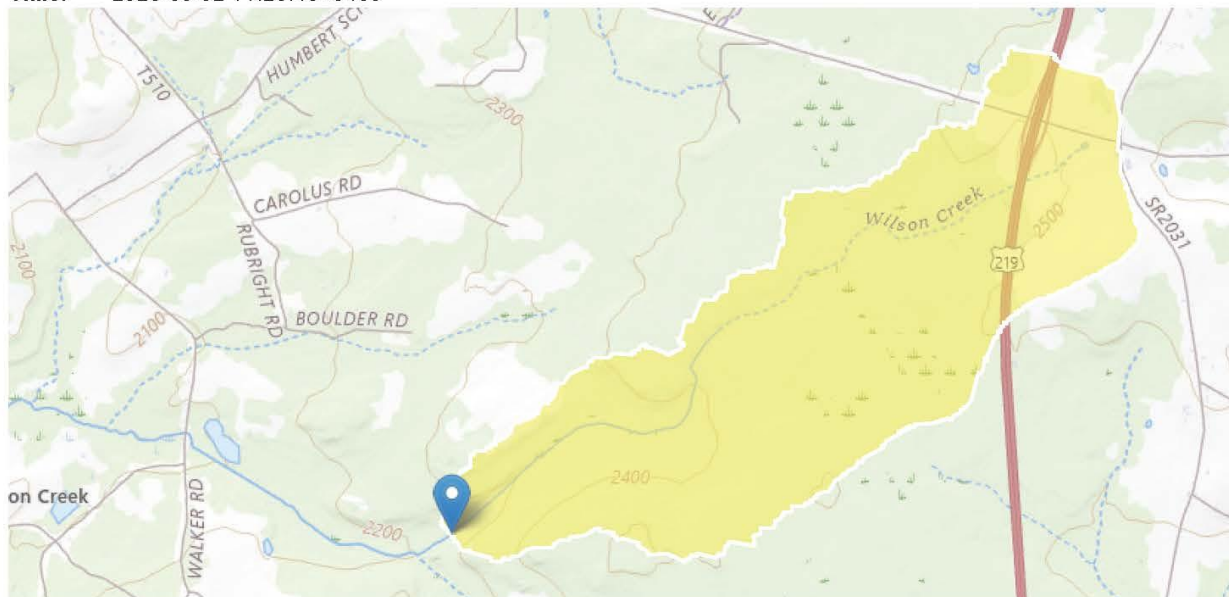 HUMBERT SC
T510
2300
CAROLUS RD
Wilson Creek
2100
RUBRIGHT RD
2500
SR2031
219
BOULDER RD
2100
2400
on Creek
2200
WALKER RD